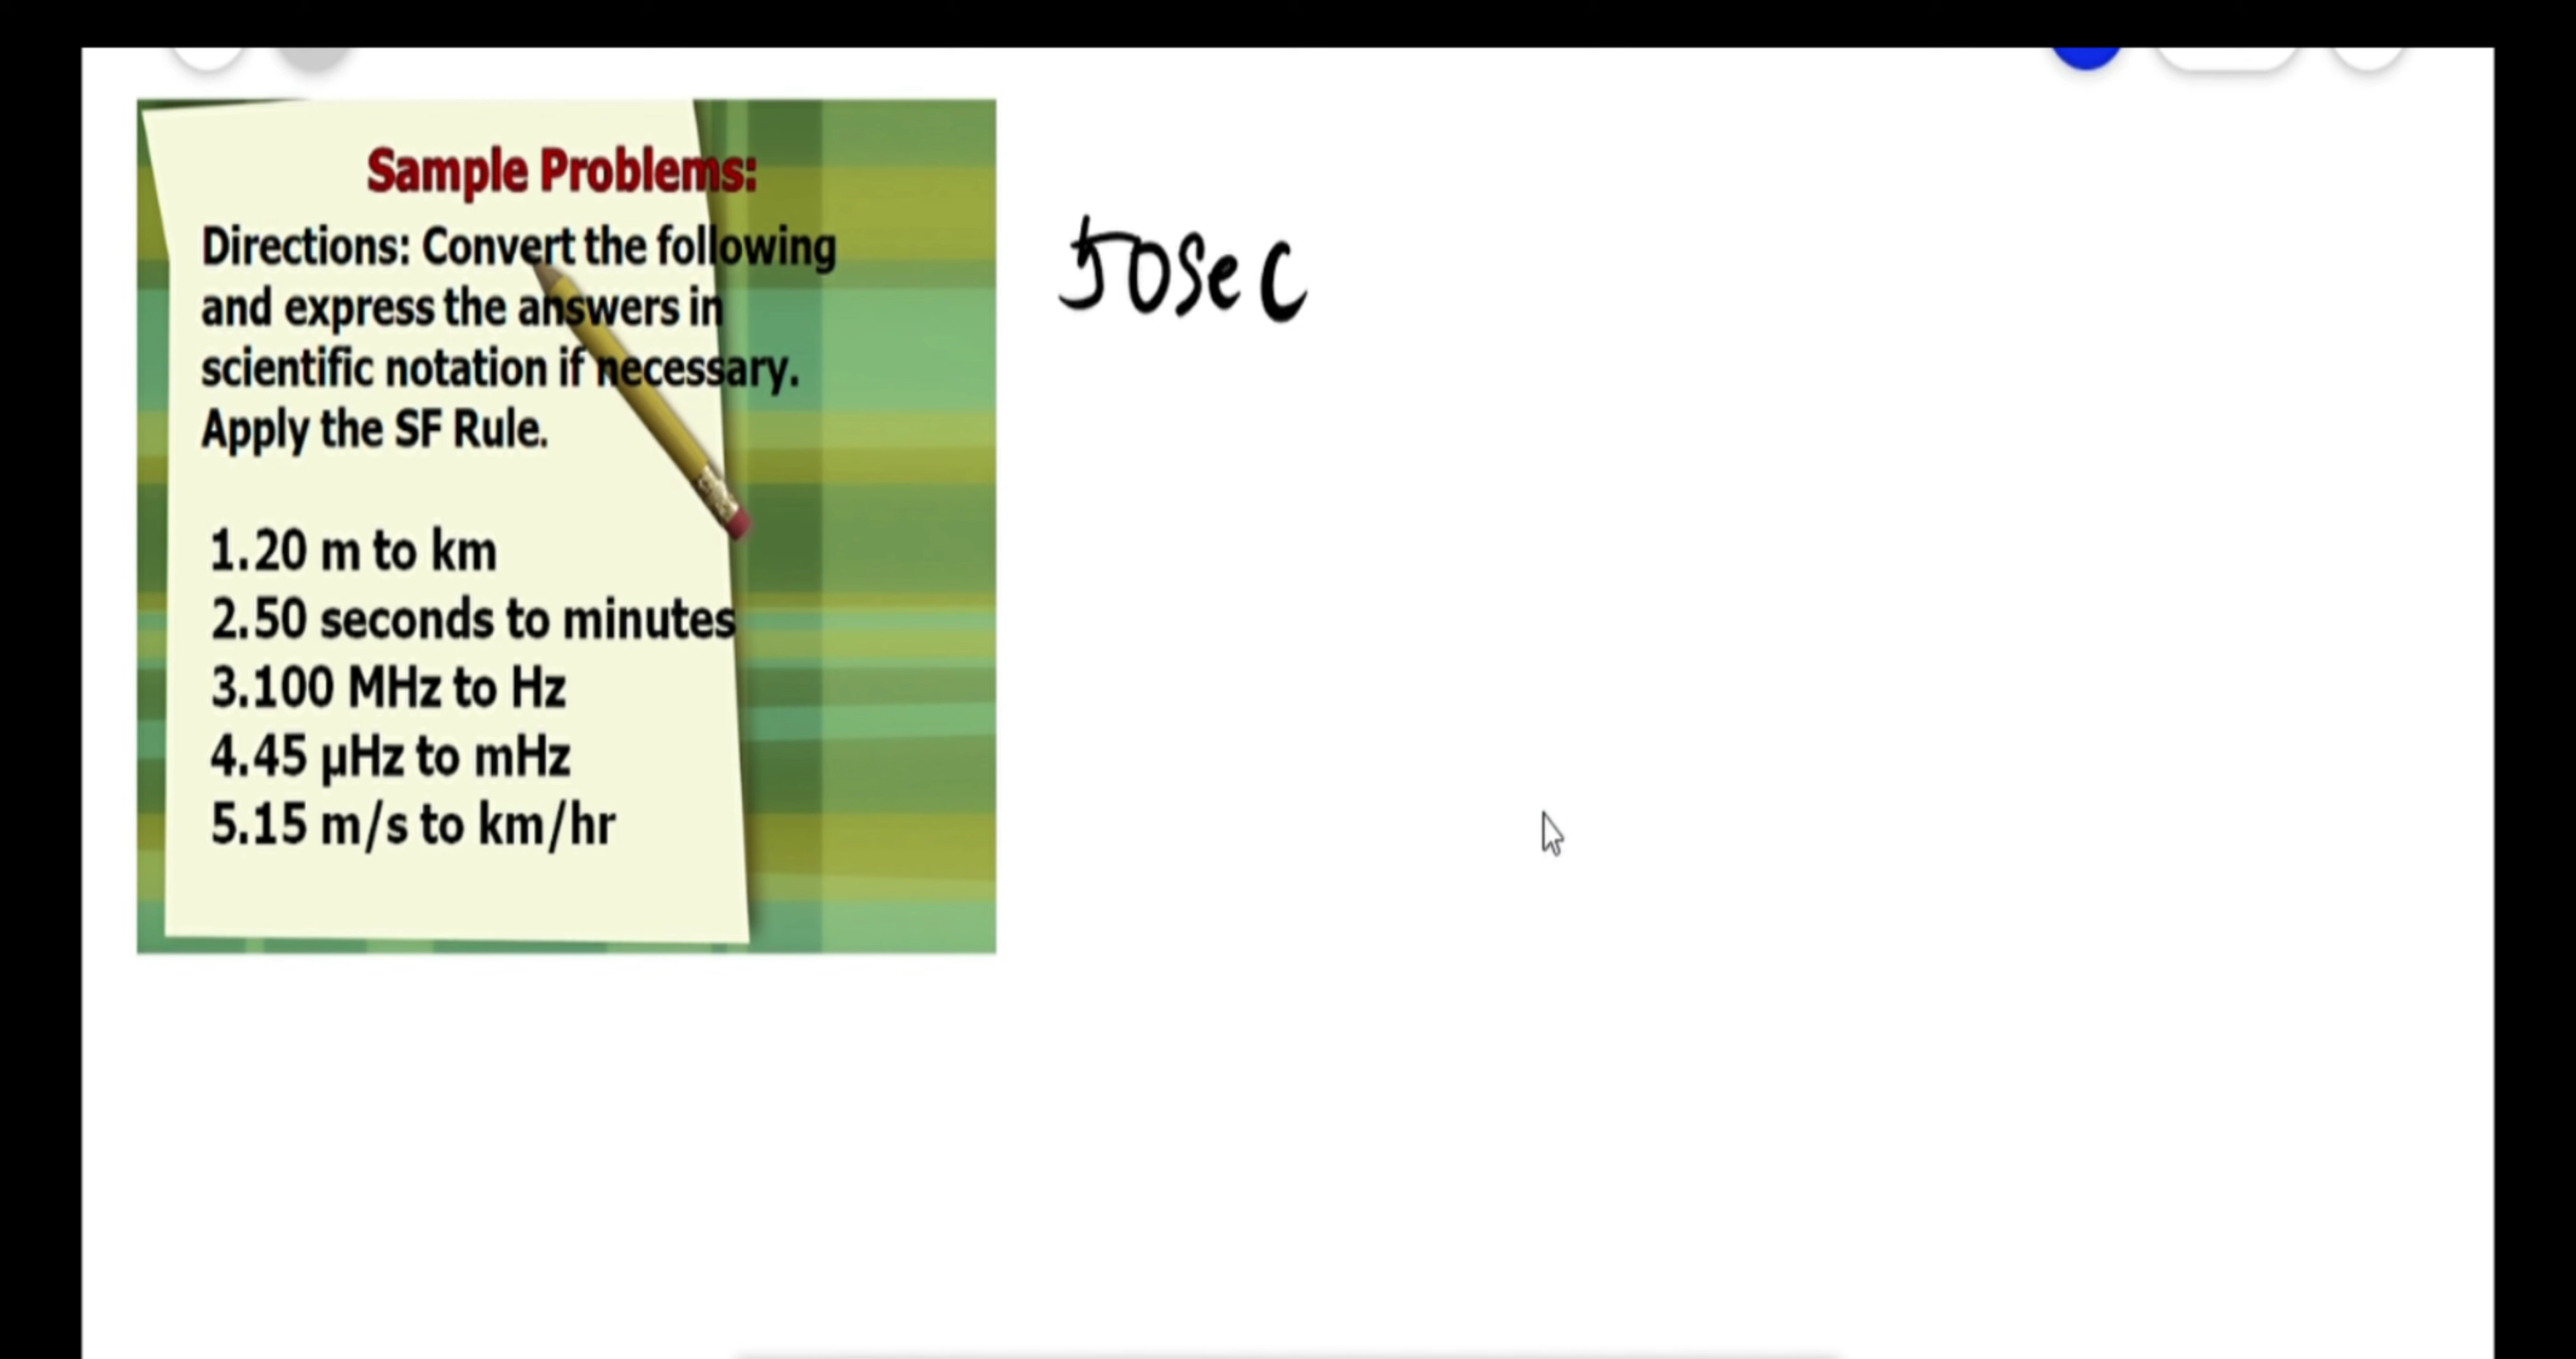 Sample Problems:
Directions: Convert the following
and express the answers in
scientific notation if necessary.
Apply the SF Rule.
1.20 m to km
2.50 seconds to minutes
3.100 MHz to Hz
4.45 µHz to mHz
5.15 m/s to km/hr
50sec